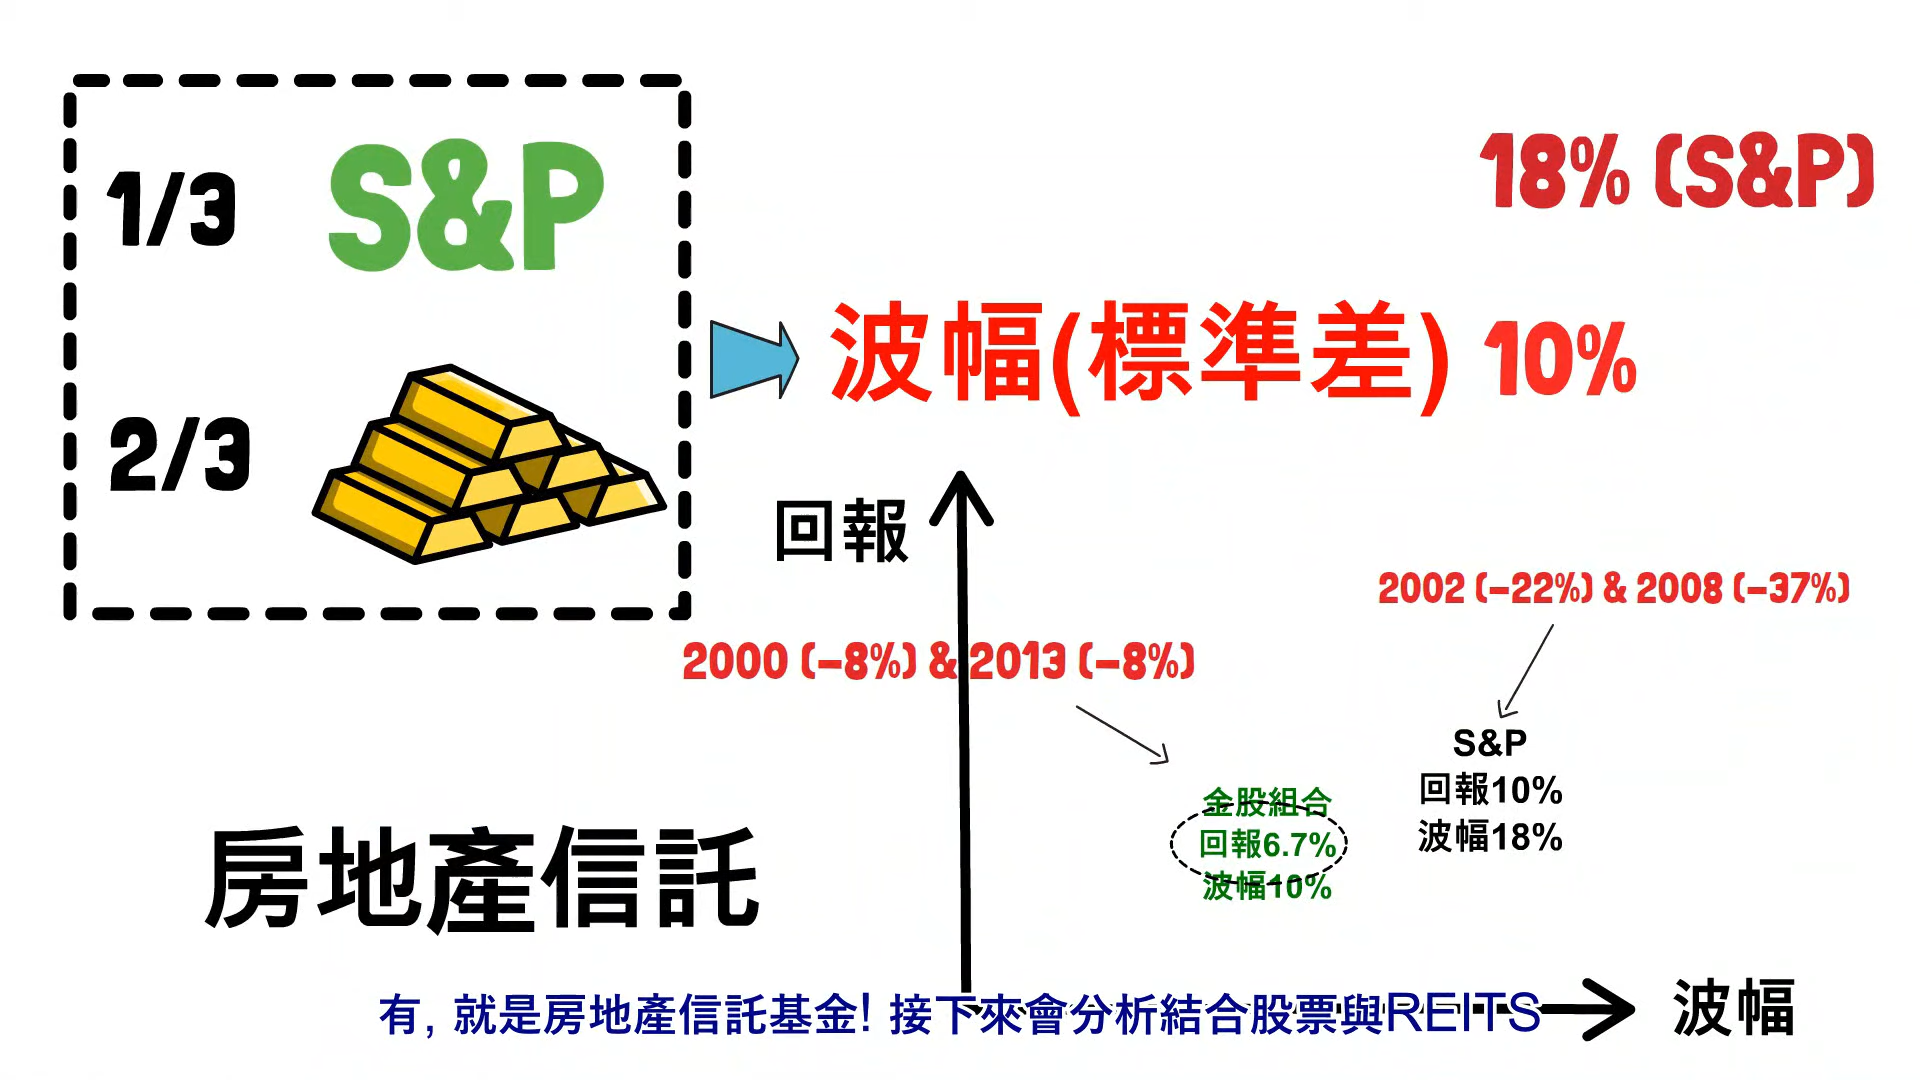 1/3 S&P
18% (S&P)
波幅(標準差) 10%
2/3
回報
2002 (-22%) & 2008 (-37%)
2000 (-8%) & 2013 (-8%)
S&P
回報10%
波幅18%
金股組合
回報6.7%
波幅10%
房地產信託
波幅
有, 就是房地產信託基金! 接下來會分析結合股票與REITS